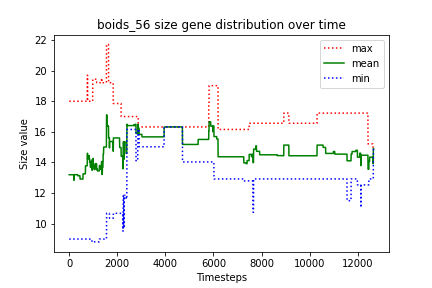 boids_56 size gene distribution over time
max
mean
min
Size value
22
20
18
16
14
12
10
0 2000 4000 6000 8000 10000 12000
Timesteps